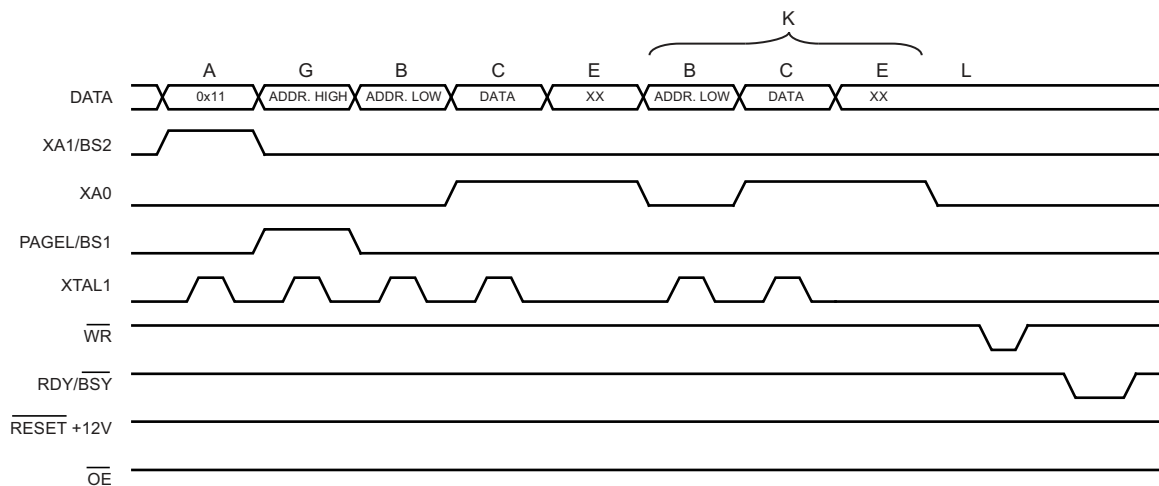 K
A G B C E B C E L
DATA 0x11 ADDR. HIGH ADDR. LOW DATA XX ADDR. LOW DATA XX
XA1/BS2
XA0
PAGEL/BS1
XTAL1
WR
RDY/BSY
RESET +12V
OE